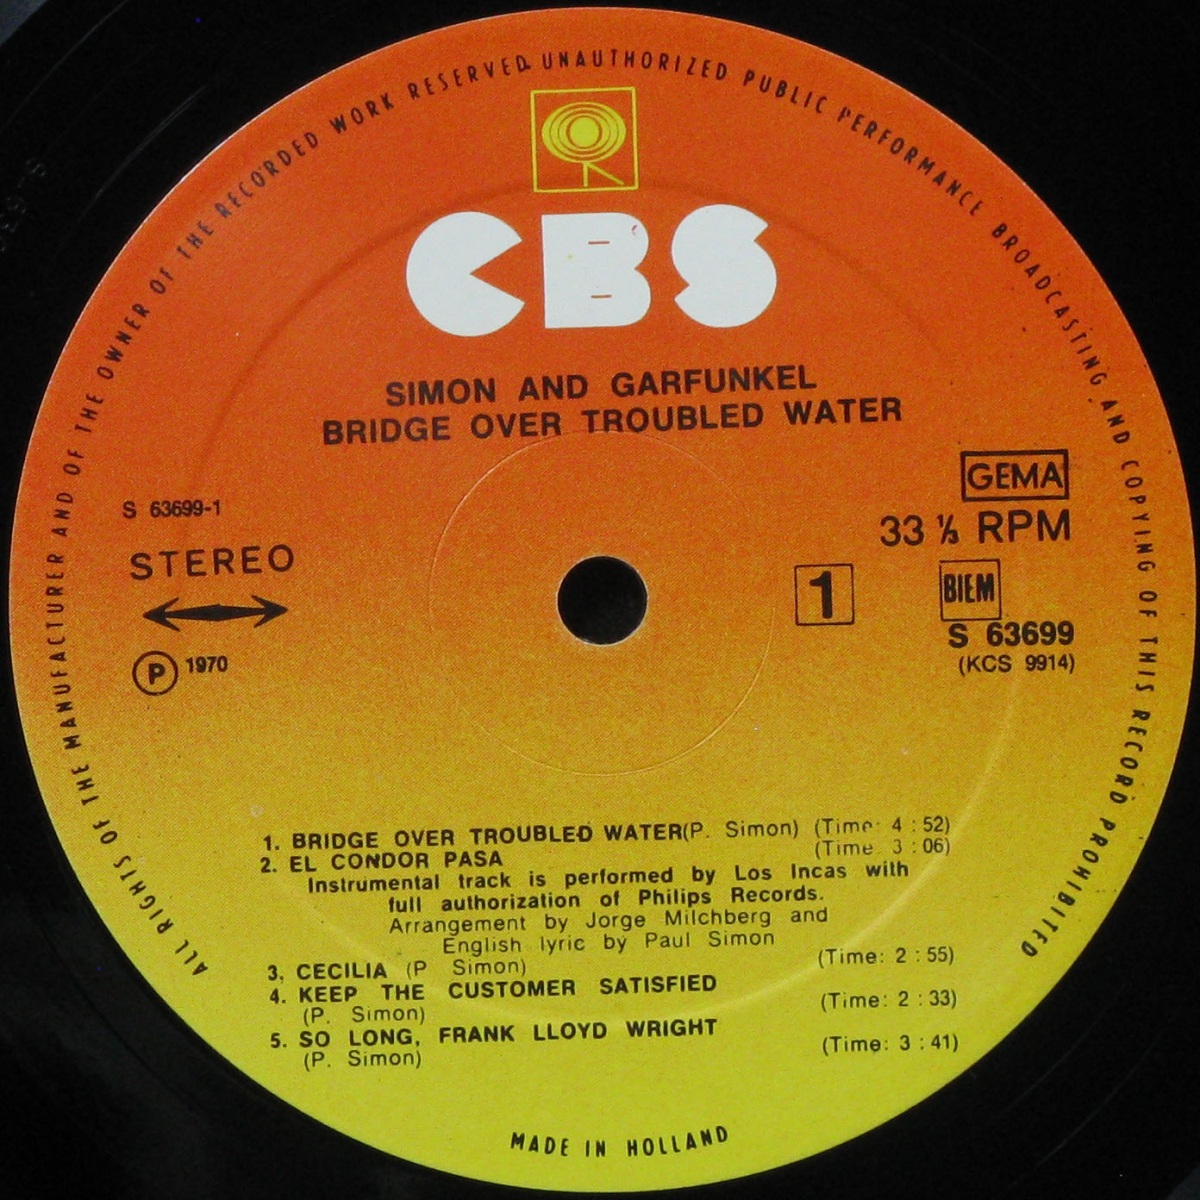 ALL RIGHTS OF THE MANUFACTURER AND OF THE OWNER OF THE RECORDED WORK RESERVED. UNAUTHORIZED PUBLIC PERFORMANCE BROADCASTING AND COPYING OF THIS RECORD PROHIBITED
CBS
SIMON AND GARFUNKEL
BRIDGE OVER TROUBLED WATER
GEMA
S 63699-1
33 ⅓ RPM
STEREO
1
BIEM
S 63699
℗ 1970
(KCS 9914)
1. BRIDGE OVER TROUBLED WATER(P. Simon) (Time: 4 : 52)
2. EL CONDOR PASA (Time: 3 : 06)
Instrumental track is performed by Los Incas with
full authorization of Philips Records.
Arrangement by Jorge Milchberg and
English lyric by Paul Simon
3. CECILIA (P Simon) (Time: 2 : 55)
4. KEEP THE CUSTOMER SATISFIED
(P. Simon) (Time: 2 : 33)
5. SO LONG, FRANK LLOYD WRIGHT
(P. Simon) (Time: 3 : 41)
MADE IN HOLLAND